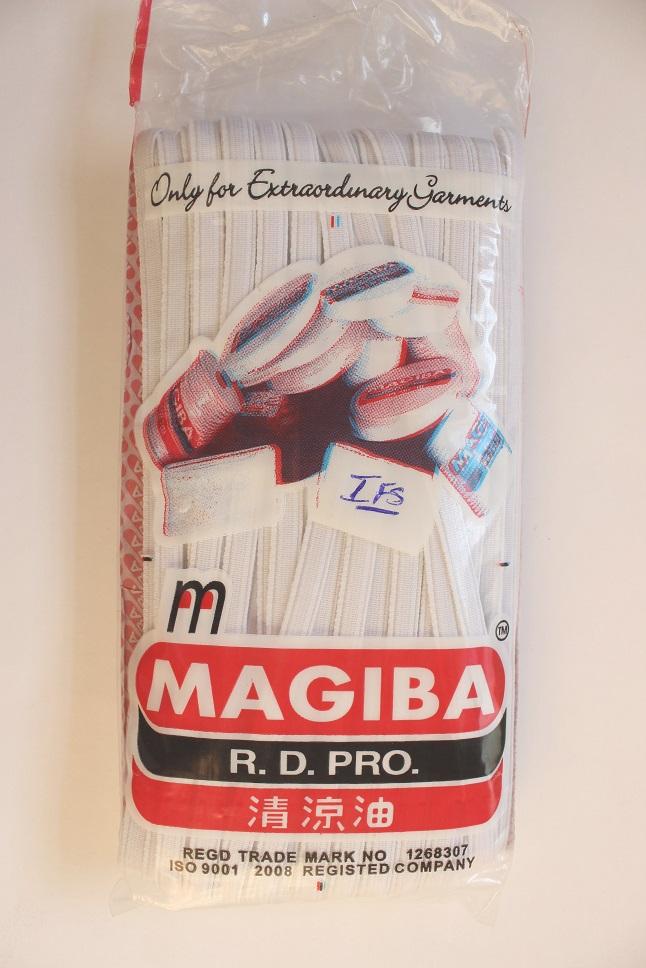 Only for Extraordinary Garments
MAGIBA
IFS
m
TM
MAGIBA
R. D. PRO.
清涼油
REGD TRADE MARK NO 1268307
ISO 9001 2008 REGISTED COMPANY